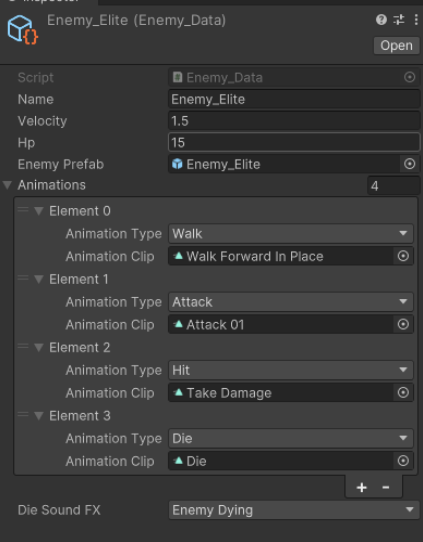 Enemy_Elite (Enemy_Data)
Open
Script Enemy_Data
Name Enemy_Elite
Velocity 1.5
Hp 15
Enemy Prefab Enemy_Elite
Animations 4
Element 0
Animation Type Walk
Animation Clip Walk Forward In Place
Element 1
Animation Type Attack
Animation Clip Attack 01
Element 2
Animation Type Hit
Animation Clip Take Damage
Element 3
Animation Type Die
Animation Clip Die
+ -
Die Sound FX Enemy Dying